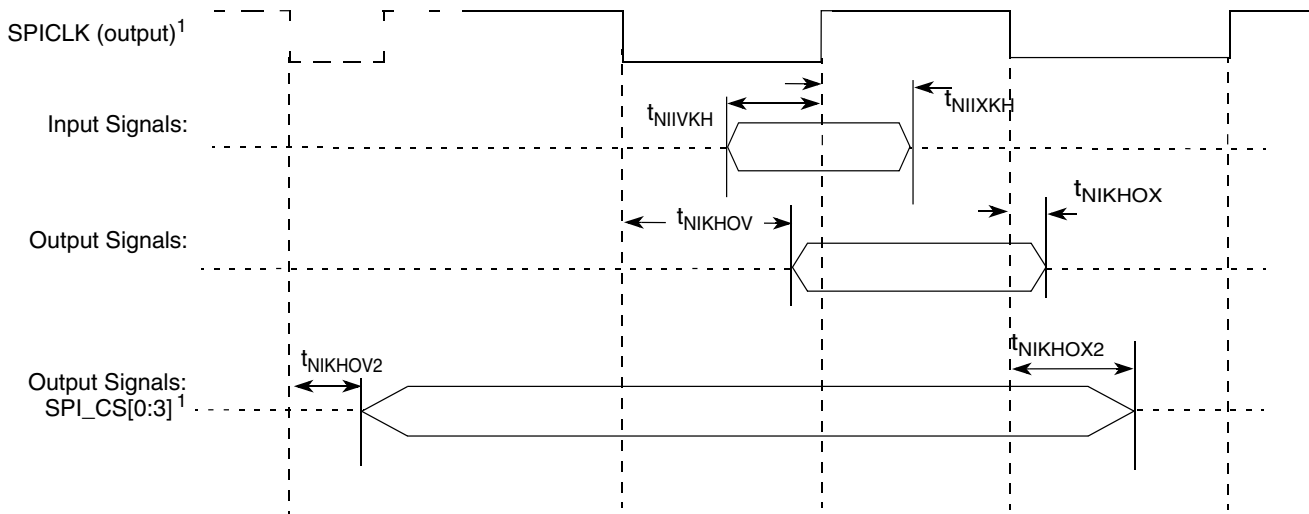 SPICLK (output)1
Input Signals:
tNIIVKH
tNIIXKH
Output Signals:
tNIKHOV
tNIKHOX
Output Signals:
SPI_CS[0:3] 1
tNIKHOV2
tNIKHOX2